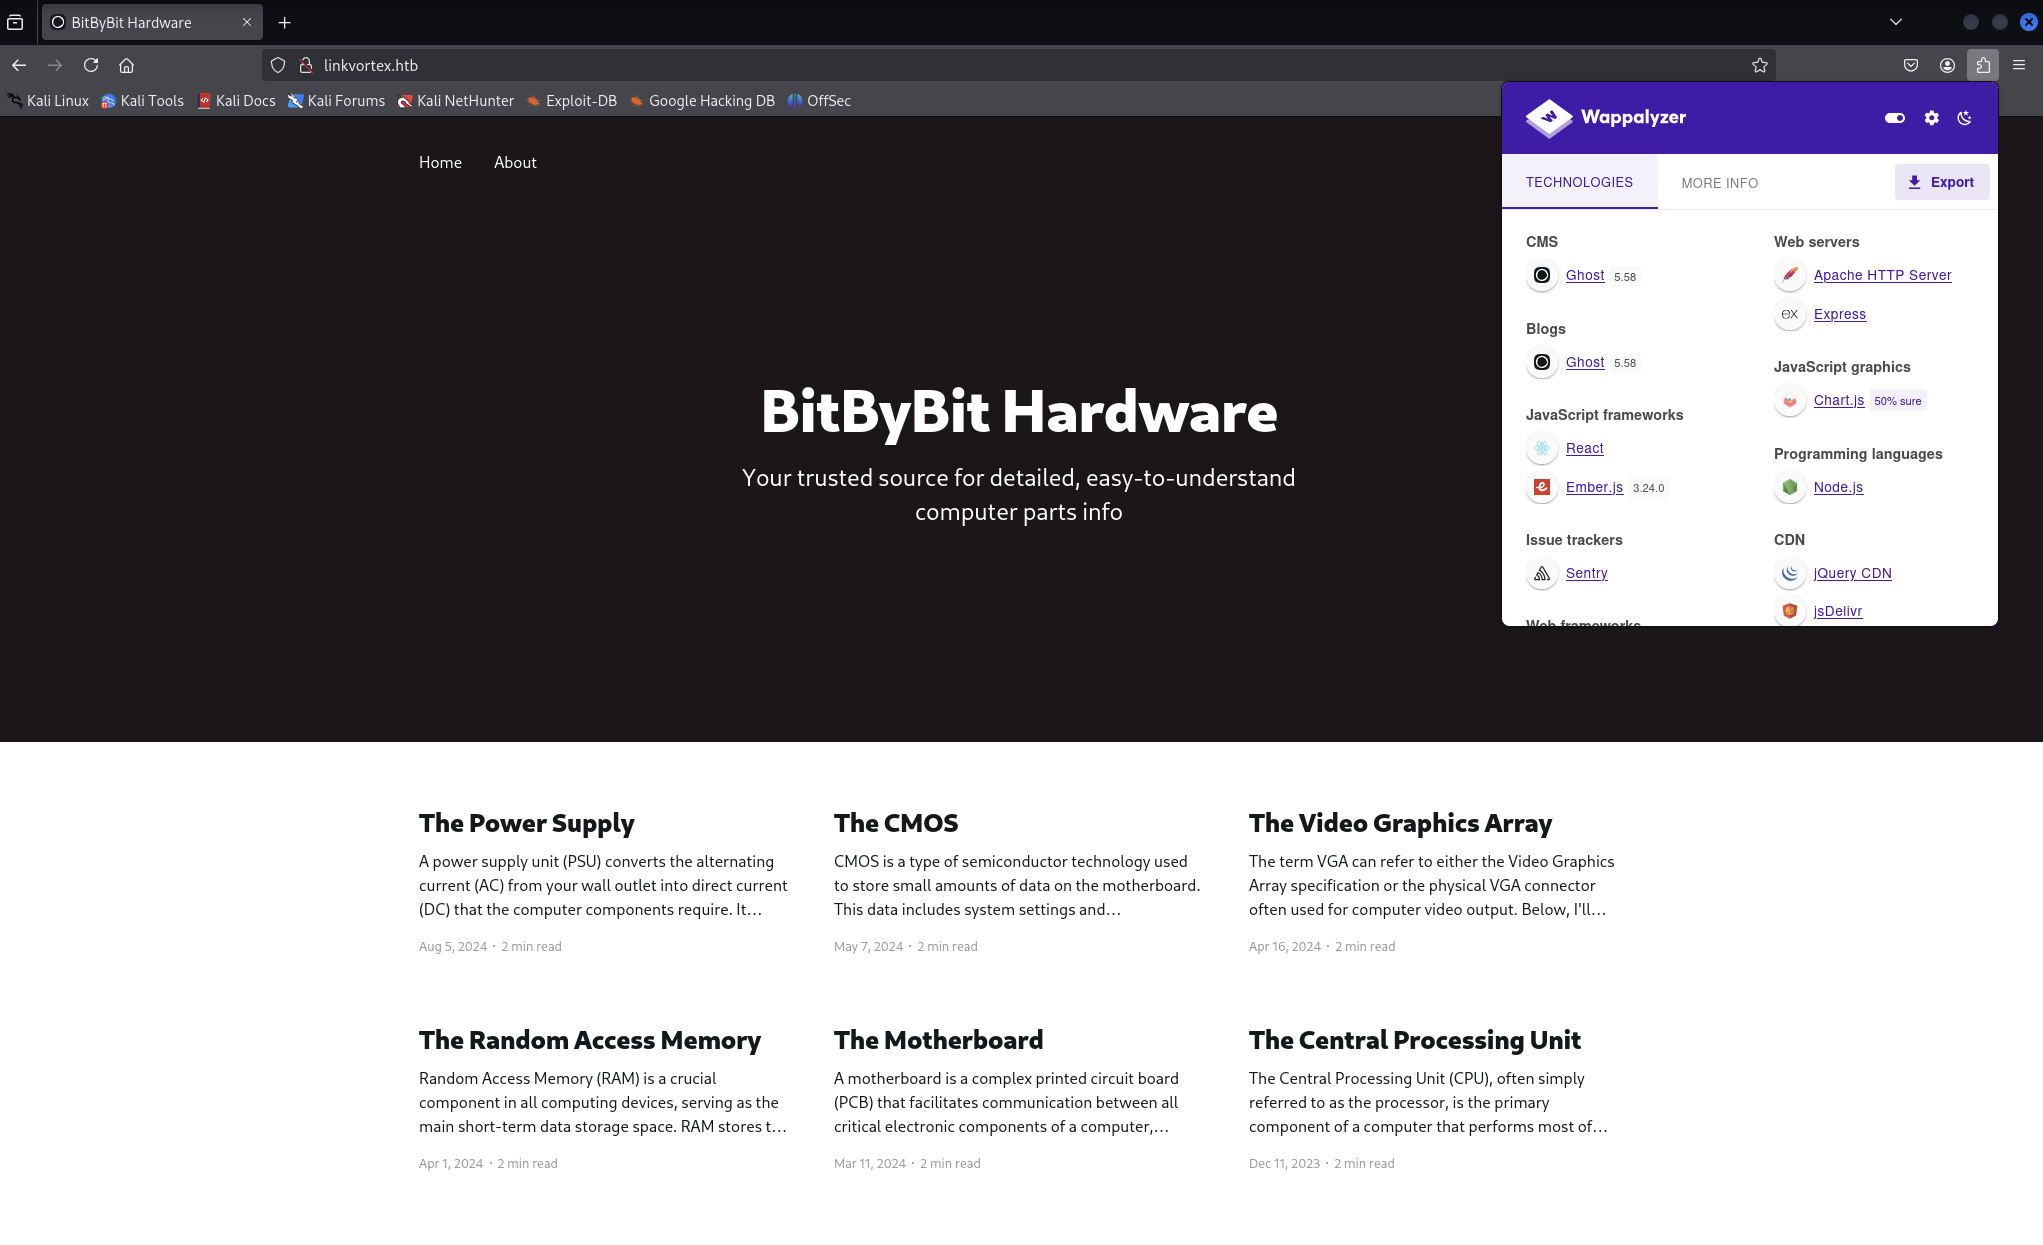 BitByBit Hardware
linkvortex.htb
Kali Linux Kali Tools Kali Docs Kali Forums Kali NetHunter Exploit-DB Google Hacking DB OffSec
Home About
BitByBit Hardware
Your trusted source for detailed, easy-to-understand
computer parts info
Wappalyzer
TECHNOLOGIES MORE INFO Export
CMS
Ghost 5.58
Blogs
Ghost 5.58
JavaScript frameworks
React
Ember.js 3.24.0
Issue trackers
Sentry
Web frameworks
Web servers
Apache HTTP Server
ex Express
JavaScript graphics
Chart.js 50% sure
Programming languages
Node.js
CDN
jQuery CDN
jsDelivr
The Power Supply
A power supply unit (PSU) converts the alternating
current (AC) from your wall outlet into direct current
(DC) that the computer components require. It…
Aug 5, 2024 · 2 min read
The CMOS
CMOS is a type of semiconductor technology used
to store small amounts of data on the motherboard.
This data includes system settings and…
May 7, 2024 · 2 min read
The Video Graphics Array
The term VGA can refer to either the Video Graphics
Array specification or the physical VGA connector
often used for computer video output. Below, I'll…
Apr 16, 2024 · 2 min read
The Random Access Memory
Random Access Memory (RAM) is a crucial
component in all computing devices, serving as the
main short-term data storage space. RAM stores t…
Apr 1, 2024 · 2 min read
The Motherboard
A motherboard is a complex printed circuit board
(PCB) that facilitates communication between all
critical electronic components of a computer,…
Mar 11, 2024 · 2 min read
The Central Processing Unit
The Central Processing Unit (CPU), often simply
referred to as the processor, is the primary
component of a computer that performs most of…
Dec 11, 2023 · 2 min read